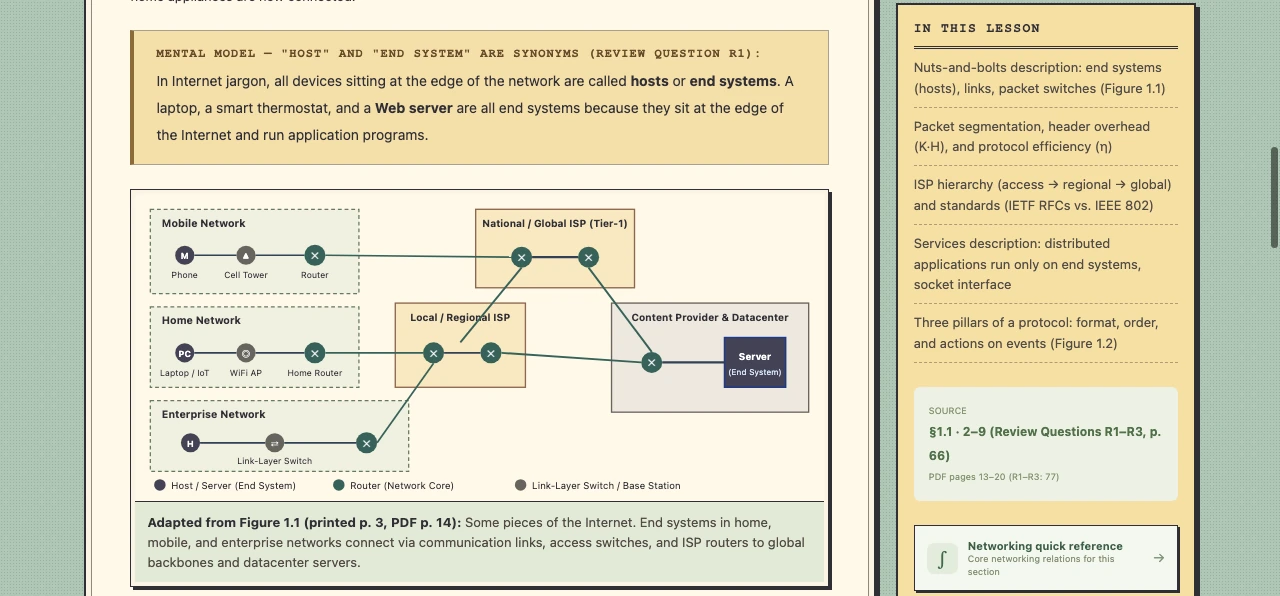 MENTAL MODEL — "HOST" AND "END SYSTEM" ARE SYNONYMS (REVIEW QUESTION R1):
In Internet jargon, all devices sitting at the edge of the network are called hosts or end systems. A
laptop, a smart thermostat, and a Web server are all end systems because they sit at the edge of
the Internet and run application programs.
Mobile Network
M
Phone
Cell Tower
Router
National / Global ISP (Tier-1)
Home Network
PC
Laptop / IoT
WiFi AP
Home Router
Local / Regional ISP
Content Provider & Datacenter
Server
(End System)
Enterprise Network
H
Link-Layer Switch
Host / Server (End System)
Router (Network Core)
Link-Layer Switch / Base Station
Adapted from Figure 1.1 (printed p. 3, PDF p. 14): Some pieces of the Internet. End systems in home,
mobile, and enterprise networks connect via communication links, access switches, and ISP routers to global
backbones and datacenter servers.
IN THIS LESSON
Nuts-and-bolts description: end systems
(hosts), links, packet switches (Figure 1.1)
Packet segmentation, header overhead
(K·H), and protocol efficiency (η)
ISP hierarchy (access → regional → global)
and standards (IETF RFCs vs. IEEE 802)
Services description: distributed
applications run only on end systems,
socket interface
Three pillars of a protocol: format, order,
and actions on events (Figure 1.2)
SOURCE
§1.1 · 2–9 (Review Questions R1–R3, p.
66)
PDF pages 13–20 (R1–R3: 77)
∫
Networking quick reference
Core networking relations for this
section
→